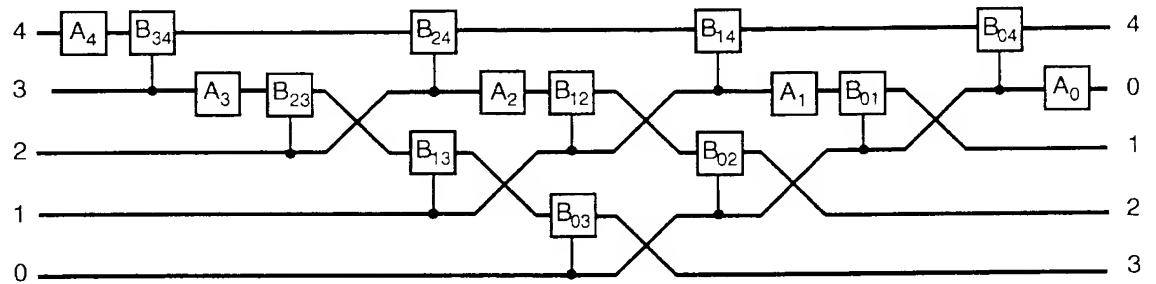 4 A₄ B₃₄ B₂₄ B₁₄ B₀₄ 4
3 A₃ B₂₃ A₂ B₁₂ A₁ B₀₁ A₀ 0
2 B₁₃ B₀₂ 1
1 B₀₃ 2
0 3